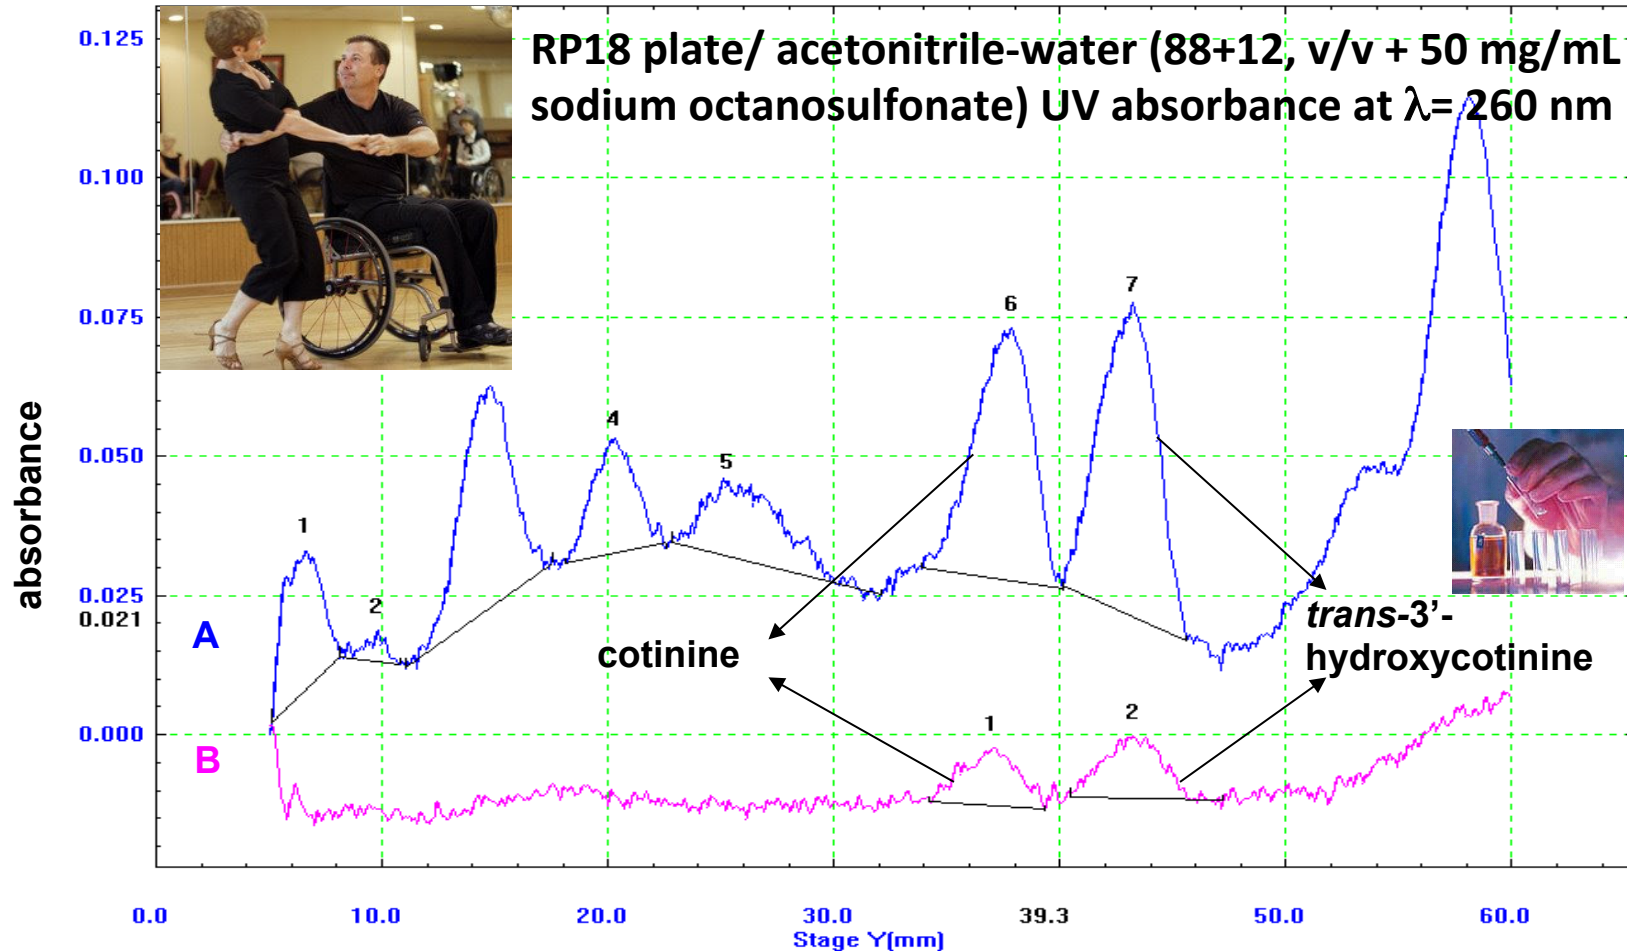 RP18 plate/ acetonitrile-water (88+12, v/v + 50 mg/mL
sodium octanosulfonate) UV absorbance at λ= 260 nm
0.125
0.100
0.075
0.050
0.025
0.021
0.000
absorbance
1
2
4
5
6
7
A
cotinine
trans-3’-
hydroxycotinine
B
1
2
0.0 10.0 20.0 30.0 39.3 50.0 60.0
Stage Y(mm)